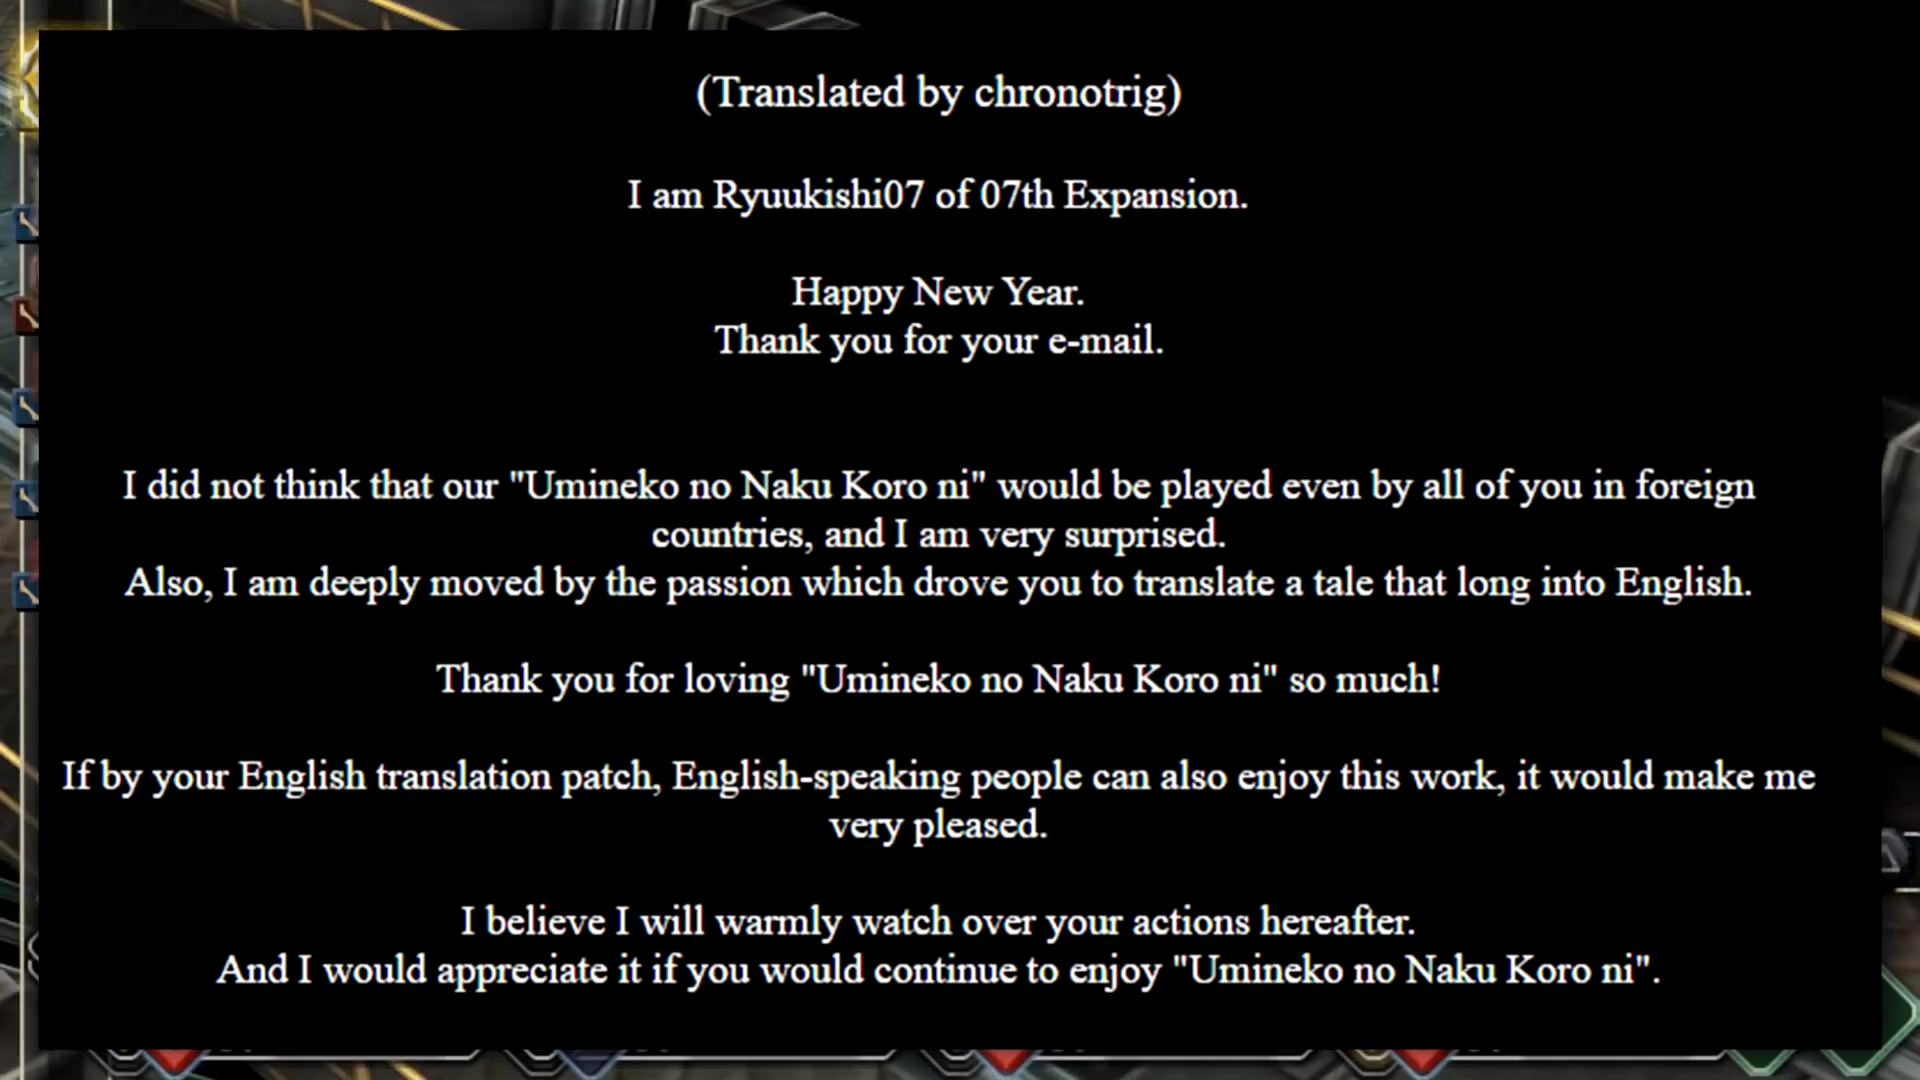 (Translated by chronotrig)
I am Ryuukishi07 of 07th Expansion.
Happy New Year.
Thank you for your e-mail.
I did not think that our "Umineko no Naku Koro ni" would be played even by all of you in foreign
countries, and I am very surprised.
Also, I am deeply moved by the passion which drove you to translate a tale that long into English.
Thank you for loving "Umineko no Naku Koro ni" so much!
If by your English translation patch, English-speaking people can also enjoy this work, it would make me
very pleased.
I believe I will warmly watch over your actions hereafter.
And I would appreciate it if you would continue to enjoy "Umineko no Naku Koro ni".